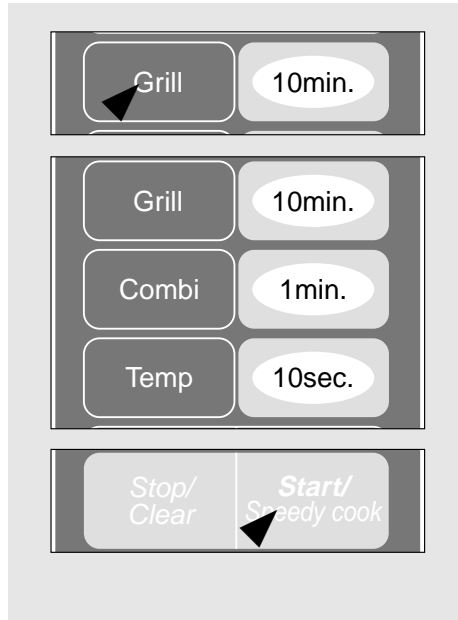 Grill 10min.
Grill 10min.
Combi 1min.
Temp 10sec.
Stop/ Start/
Clear Speedy cook